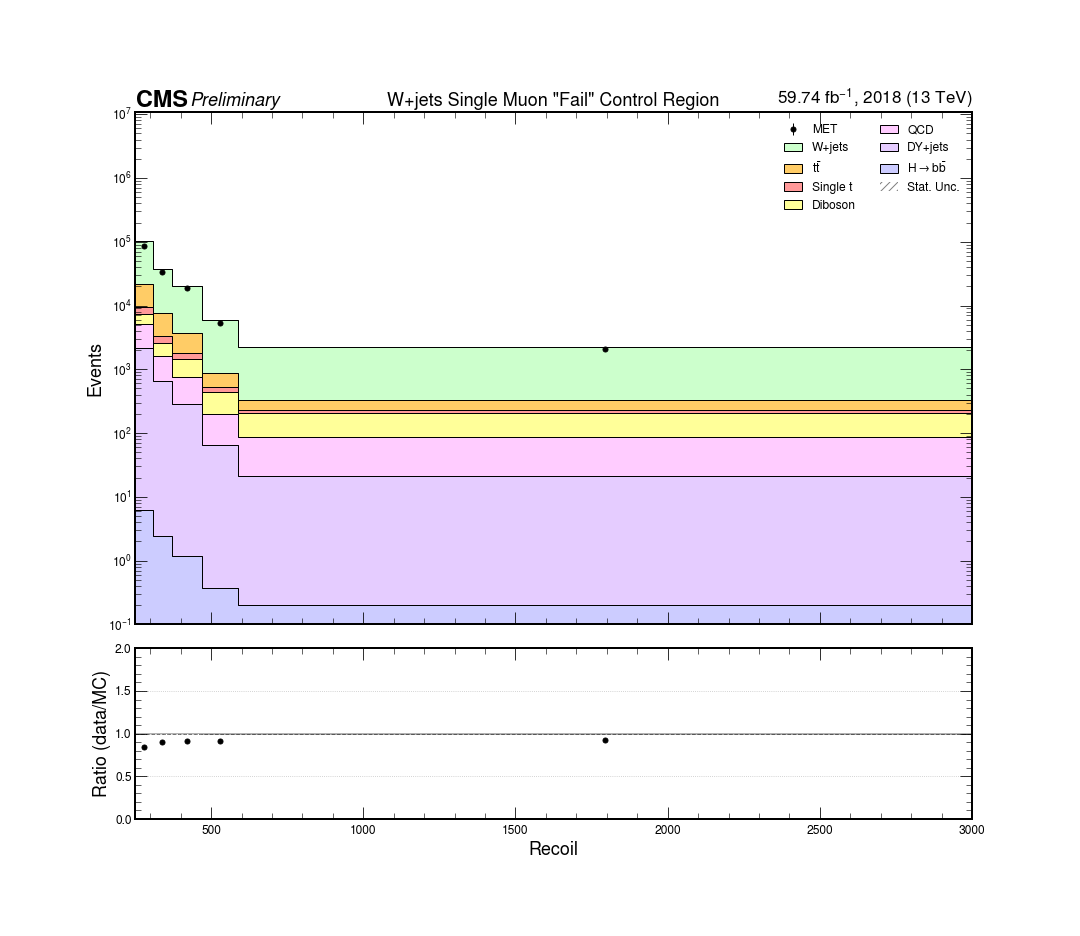 CMS Preliminary W+jets Single Muon "Fail" Control Region 59.74 fb⁻¹, 2018 (13 TeV)
MET QCD
W+jets DY+jets
tt̄ H→bb̄
Single t Stat. Unc.
Diboson
10⁷
10⁶
10⁵
10⁴
10³
10²
10¹
10⁰
10⁻¹
Events
2.0
1.5
1.0
0.5
0.0
Ratio (data/MC)
500 1000 1500 2000 2500 3000
Recoil